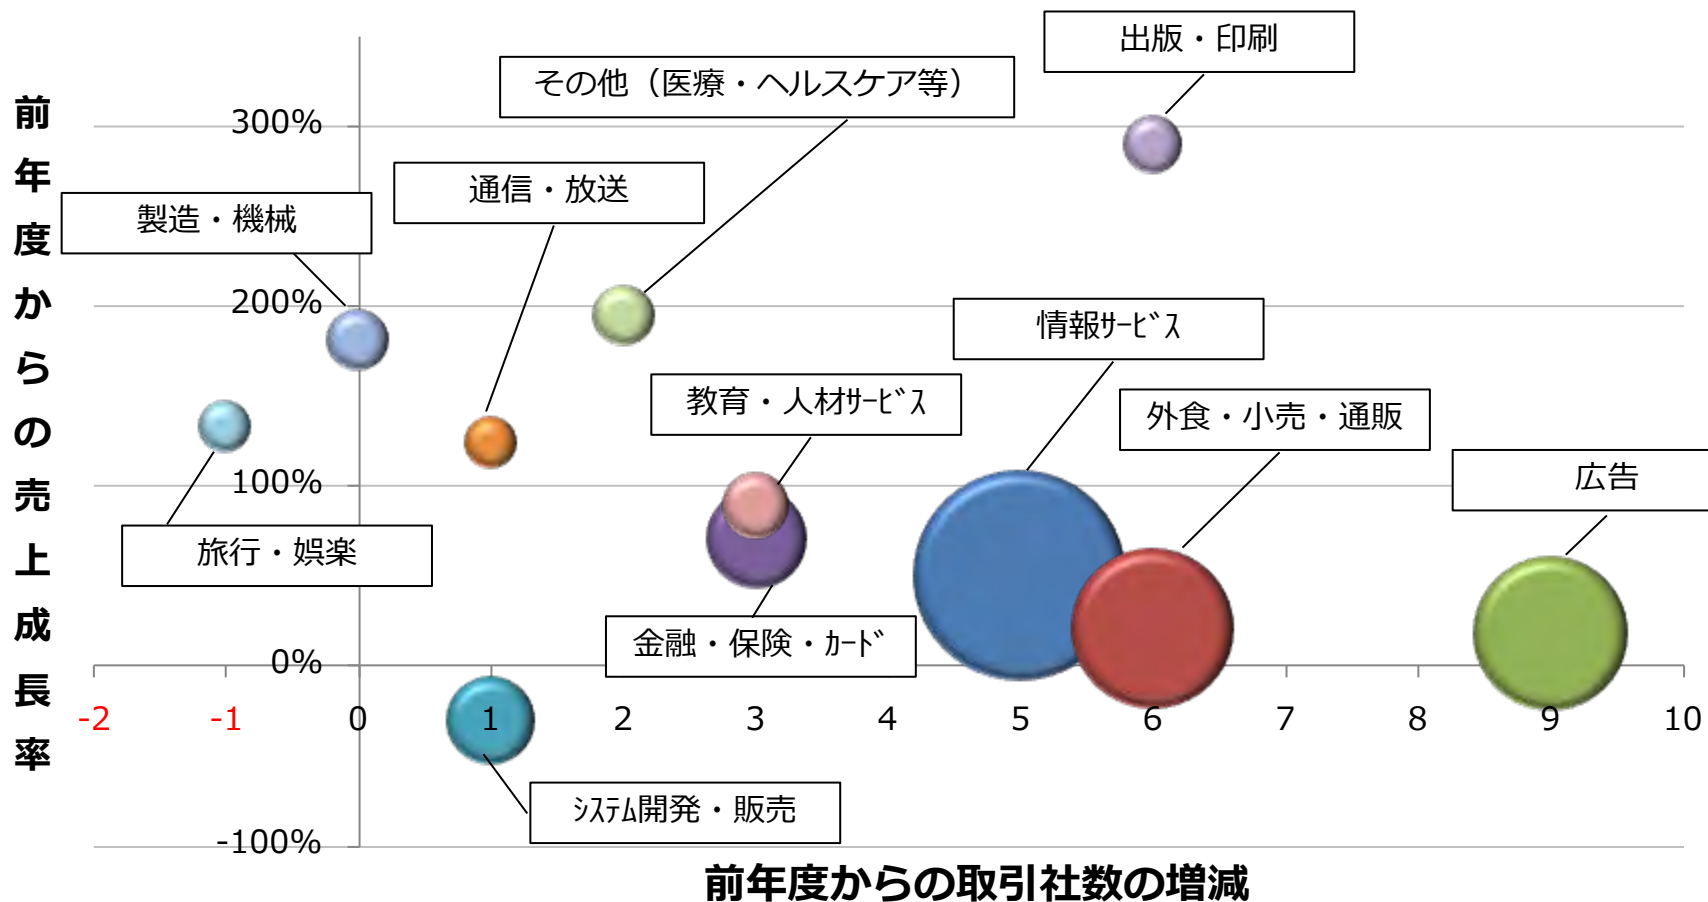 前年度からの売上成長率
出版・印刷
その他（医療・ヘルスケア等）
300%
通信・放送
製造・機械
200%
情報ｻｰﾋﾞｽ
教育・人材ｻｰﾋﾞｽ
外食・小売・通販
100%
広告
旅行・娯楽
金融・保険・ｶｰﾄﾞ
0%
-2 -1 0 1 2 3 4 5 6 7 8 9 10
ｼｽﾃﾑ開発・販売
-100%
前年度からの取引社数の増減